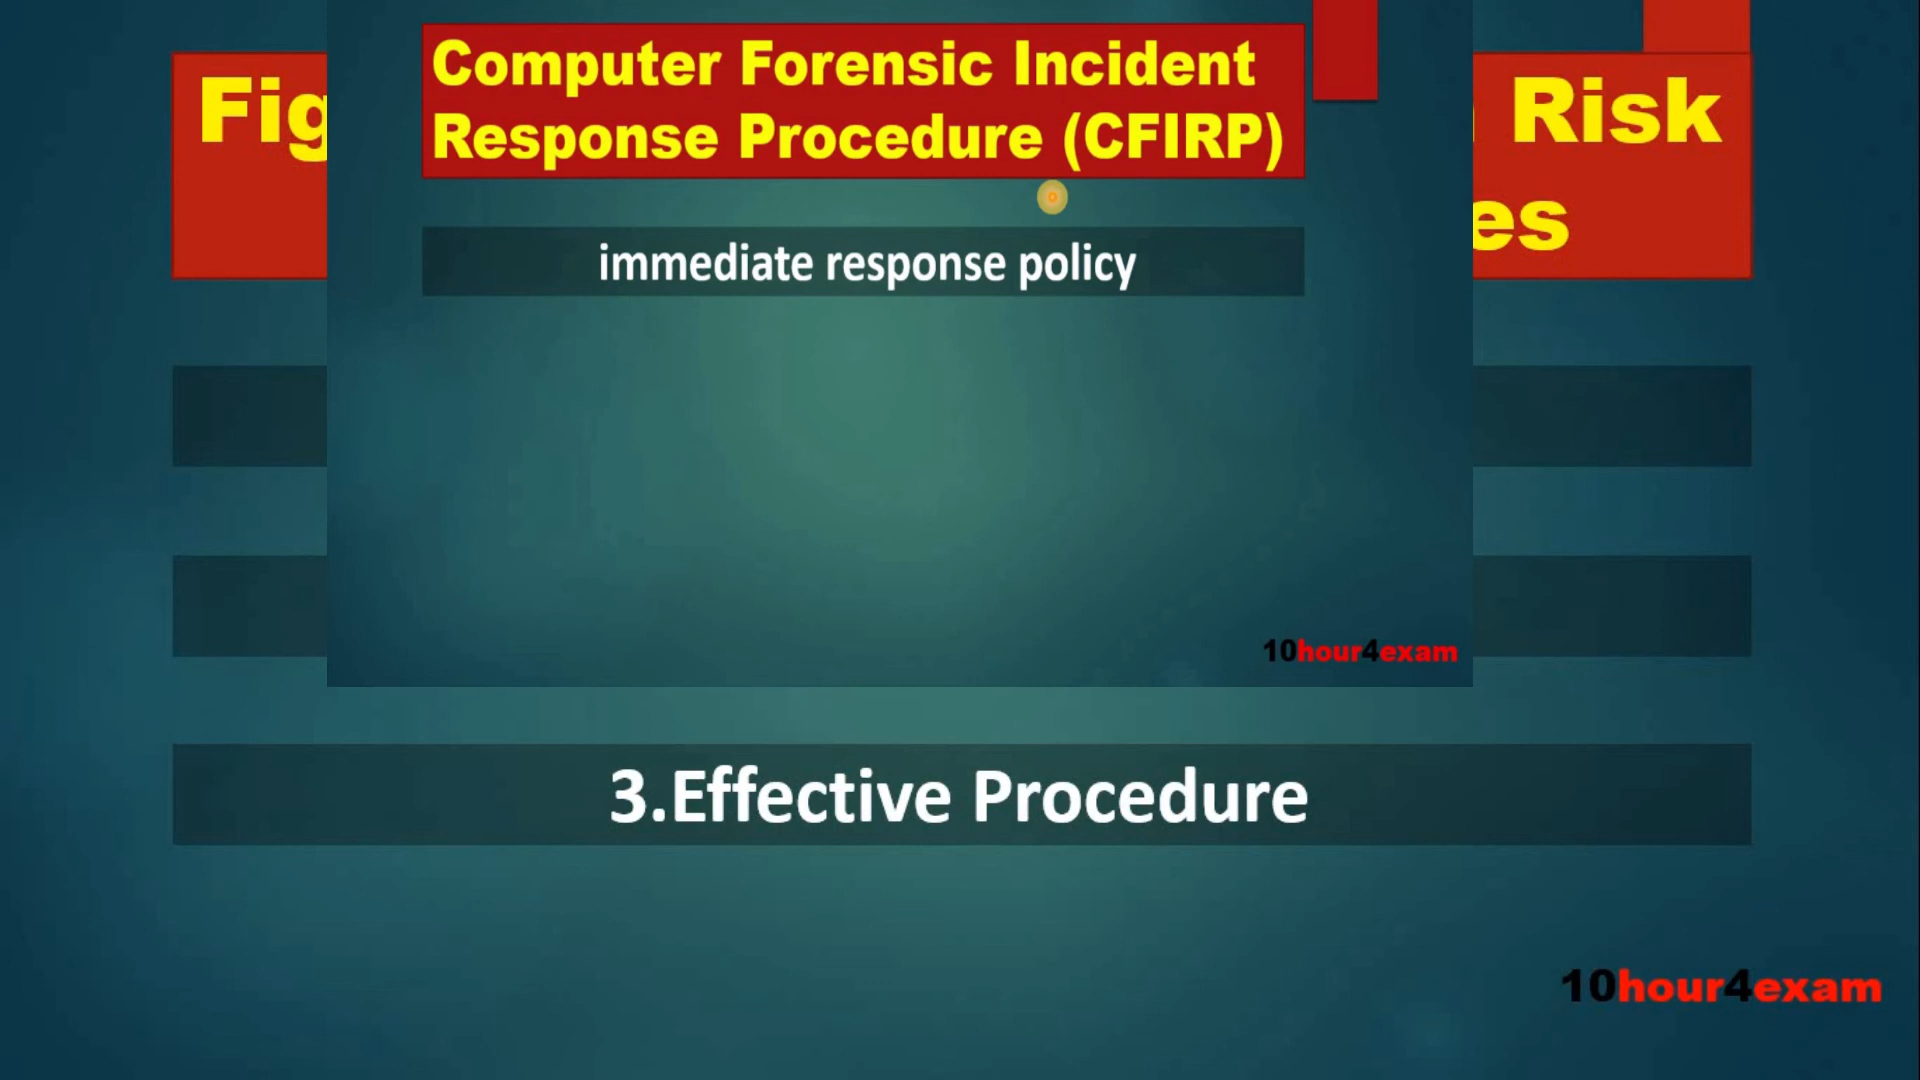 Computer Forensic Incident
Response Procedure (CFIRP)
Risk
immediate response policy
10hour4exam
3.Effective Procedure
10hour4exam